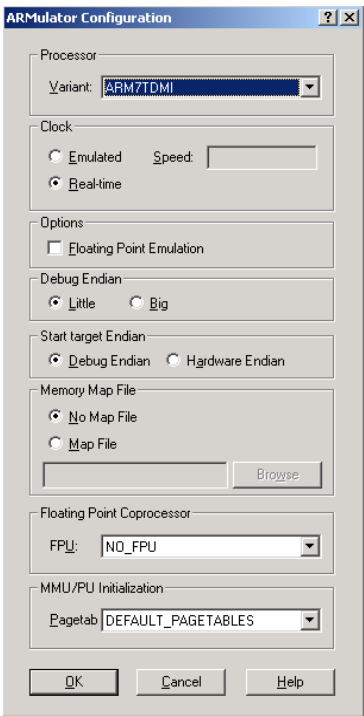 ARMulator Configuration
Processor
Variant: ARM7TDMI
Clock
Emulated Speed:
Real-time
Options
Floating Point Emulation
Debug Endian
Little Big
Start target Endian
Debug Endian Hardware Endian
Memory Map File
No Map File
Map File
Browse
Floating Point Coprocessor
FPU: NO_FPU
MMU/PU Initialization
Pagetab DEFAULT_PAGETABLES
OK Cancel Help